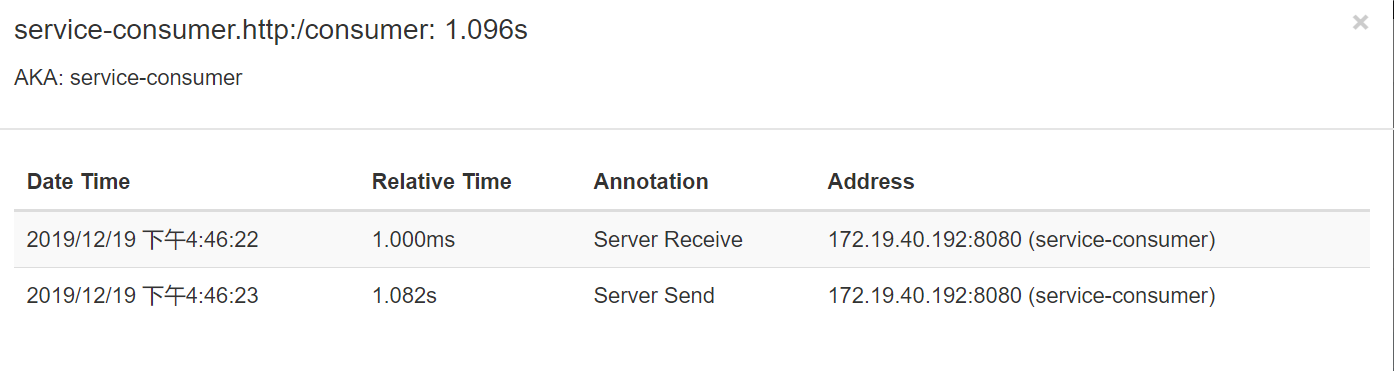 service-consumer.http:/consumer: 1.096s
×
AKA: service-consumer
Date Time Relative Time Annotation Address
2019/12/19 下午4:46:22 1.000ms Server Receive 172.19.40.192:8080 (service-consumer)
2019/12/19 下午4:46:23 1.082s Server Send 172.19.40.192:8080 (service-consumer)